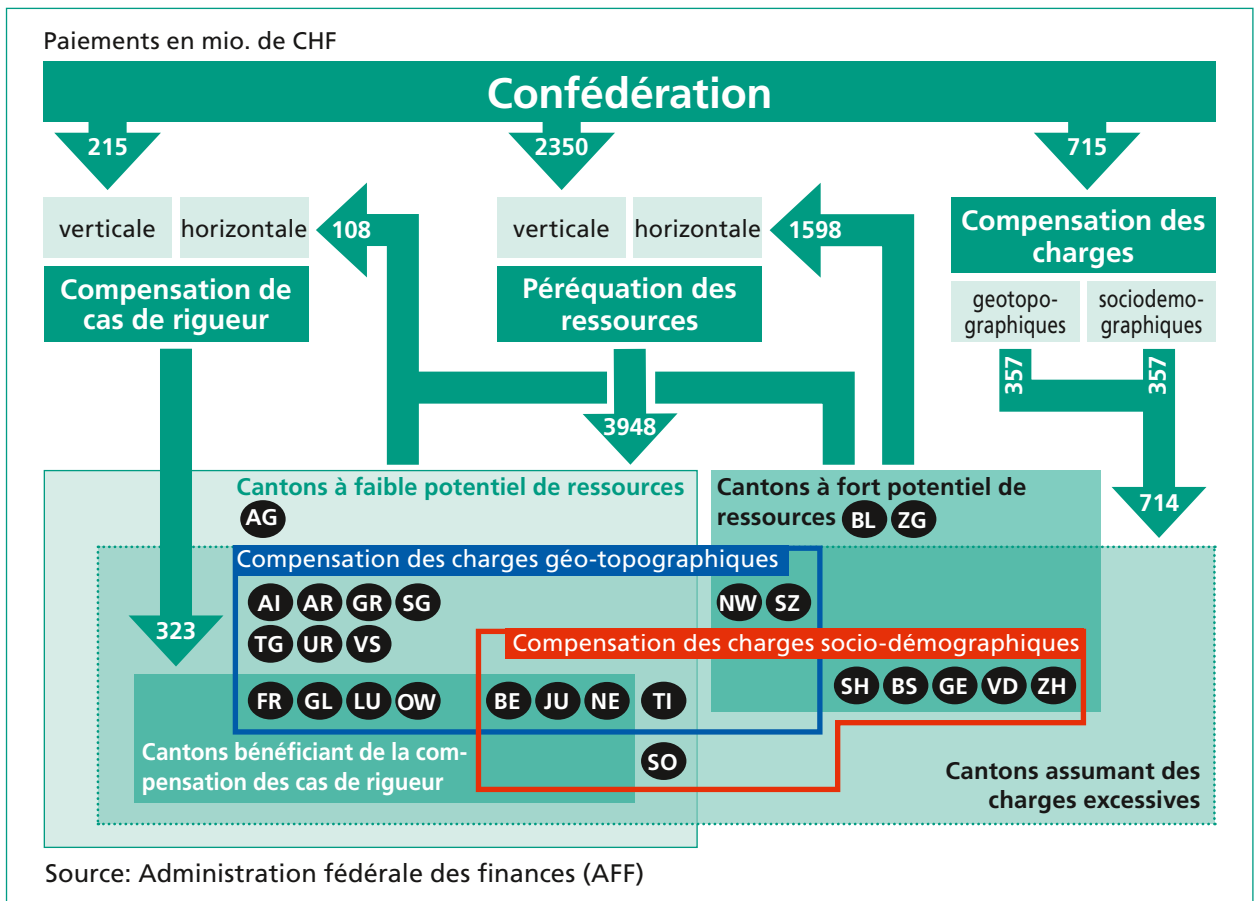 Paiements en mio. de CHF
Confédération
215
2350
715
verticale
horizontale
108
verticale
horizontale
1598
Compensation des
charges
Compensation de
cas de rigueur
Péréquation des
ressources
geotopo-
graphiques
sociodemo-
graphiques
357
357
3948
714
323
Cantons à faible potentiel de ressources
AG
Cantons à fort potentiel de
ressources BL ZG
Compensation des charges géo-topographiques
AI AR GR SG
NW SZ
TG UR VS
Compensation des charges socio-démographiques
FR GL LU OW
BE JU NE TI
SH BS GE VD ZH
Cantons bénéficiant de la com-
pensation des cas de rigueur
SO
Cantons assumant des
charges excessives
Source: Administration fédérale des finances (AFF)